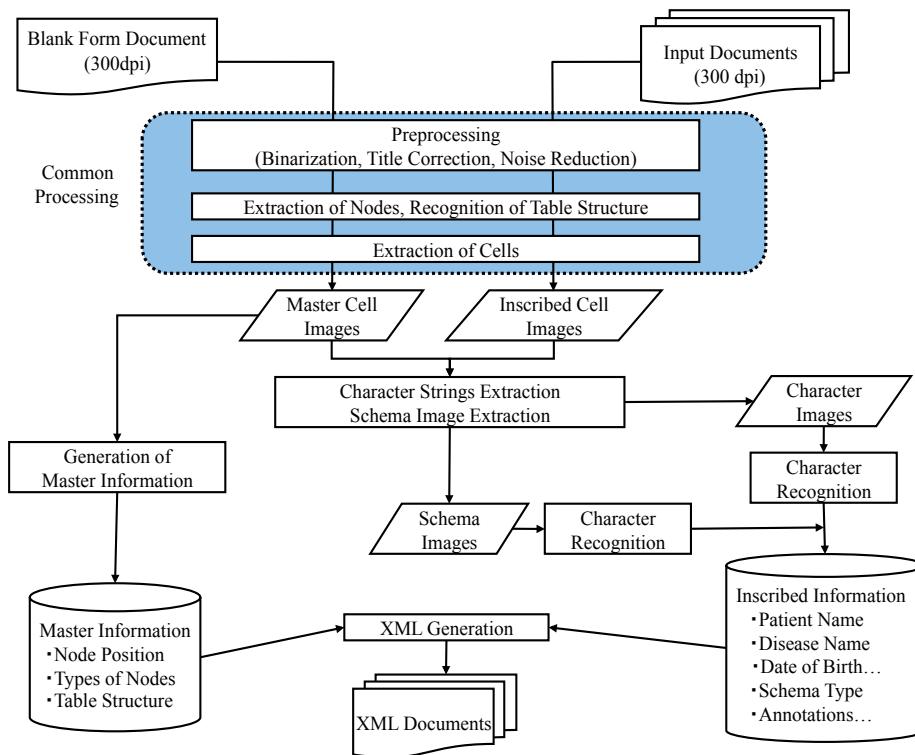 Blank Form Document
(300dpi)
Input Documents
(300 dpi)
Common
Processing
Preprocessing
(Binarization, Title Correction, Noise Reduction)
Extraction of Nodes, Recognition of Table Structure
Extraction of Cells
Master Cell
Images
Inscribed Cell
Images
Character Strings Extraction
Schema Image Extraction
Character
Images
Generation of
Master Information
Character
Recognition
Schema
Images
Character
Recognition
Master Information
・Node Position
・Types of Nodes
・Table Structure
XML Generation
XML Documents
Inscribed Information
・Patient Name
・Disease Name
・Date of Birth…
・Schema Type
・Annotations…